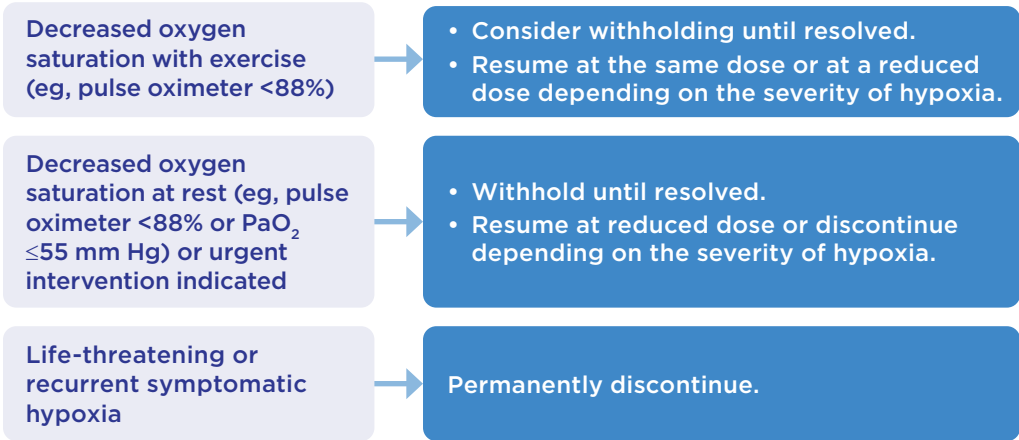 Decreased oxygen
saturation with exercise
(eg, pulse oximeter <88%)
• Consider withholding until resolved.
• Resume at the same dose or at a reduced
dose depending on the severity of hypoxia.
Decreased oxygen
saturation at rest (eg, pulse
oximeter <88% or PaO₂
≤55 mm Hg) or urgent
intervention indicated
• Withhold until resolved.
• Resume at reduced dose or discontinue
depending on the severity of hypoxia.
Life-threatening or
recurrent symptomatic
hypoxia
Permanently discontinue.